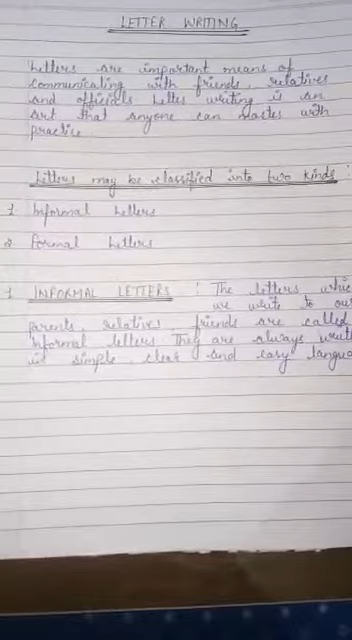 LETTER WRITING
Letters are important means of
communicating with friends, relatives
and officials Letter writing is an
art that anyone can master with
practice
Letters may be classified into two kinds :
1 Informal Letters
2 Formal Letters
1 INFORMAL LETTERS : The letters whic
we write to our
parents, relatives, friends are called
informal letters They are always writt
in simple, clear and easy languag